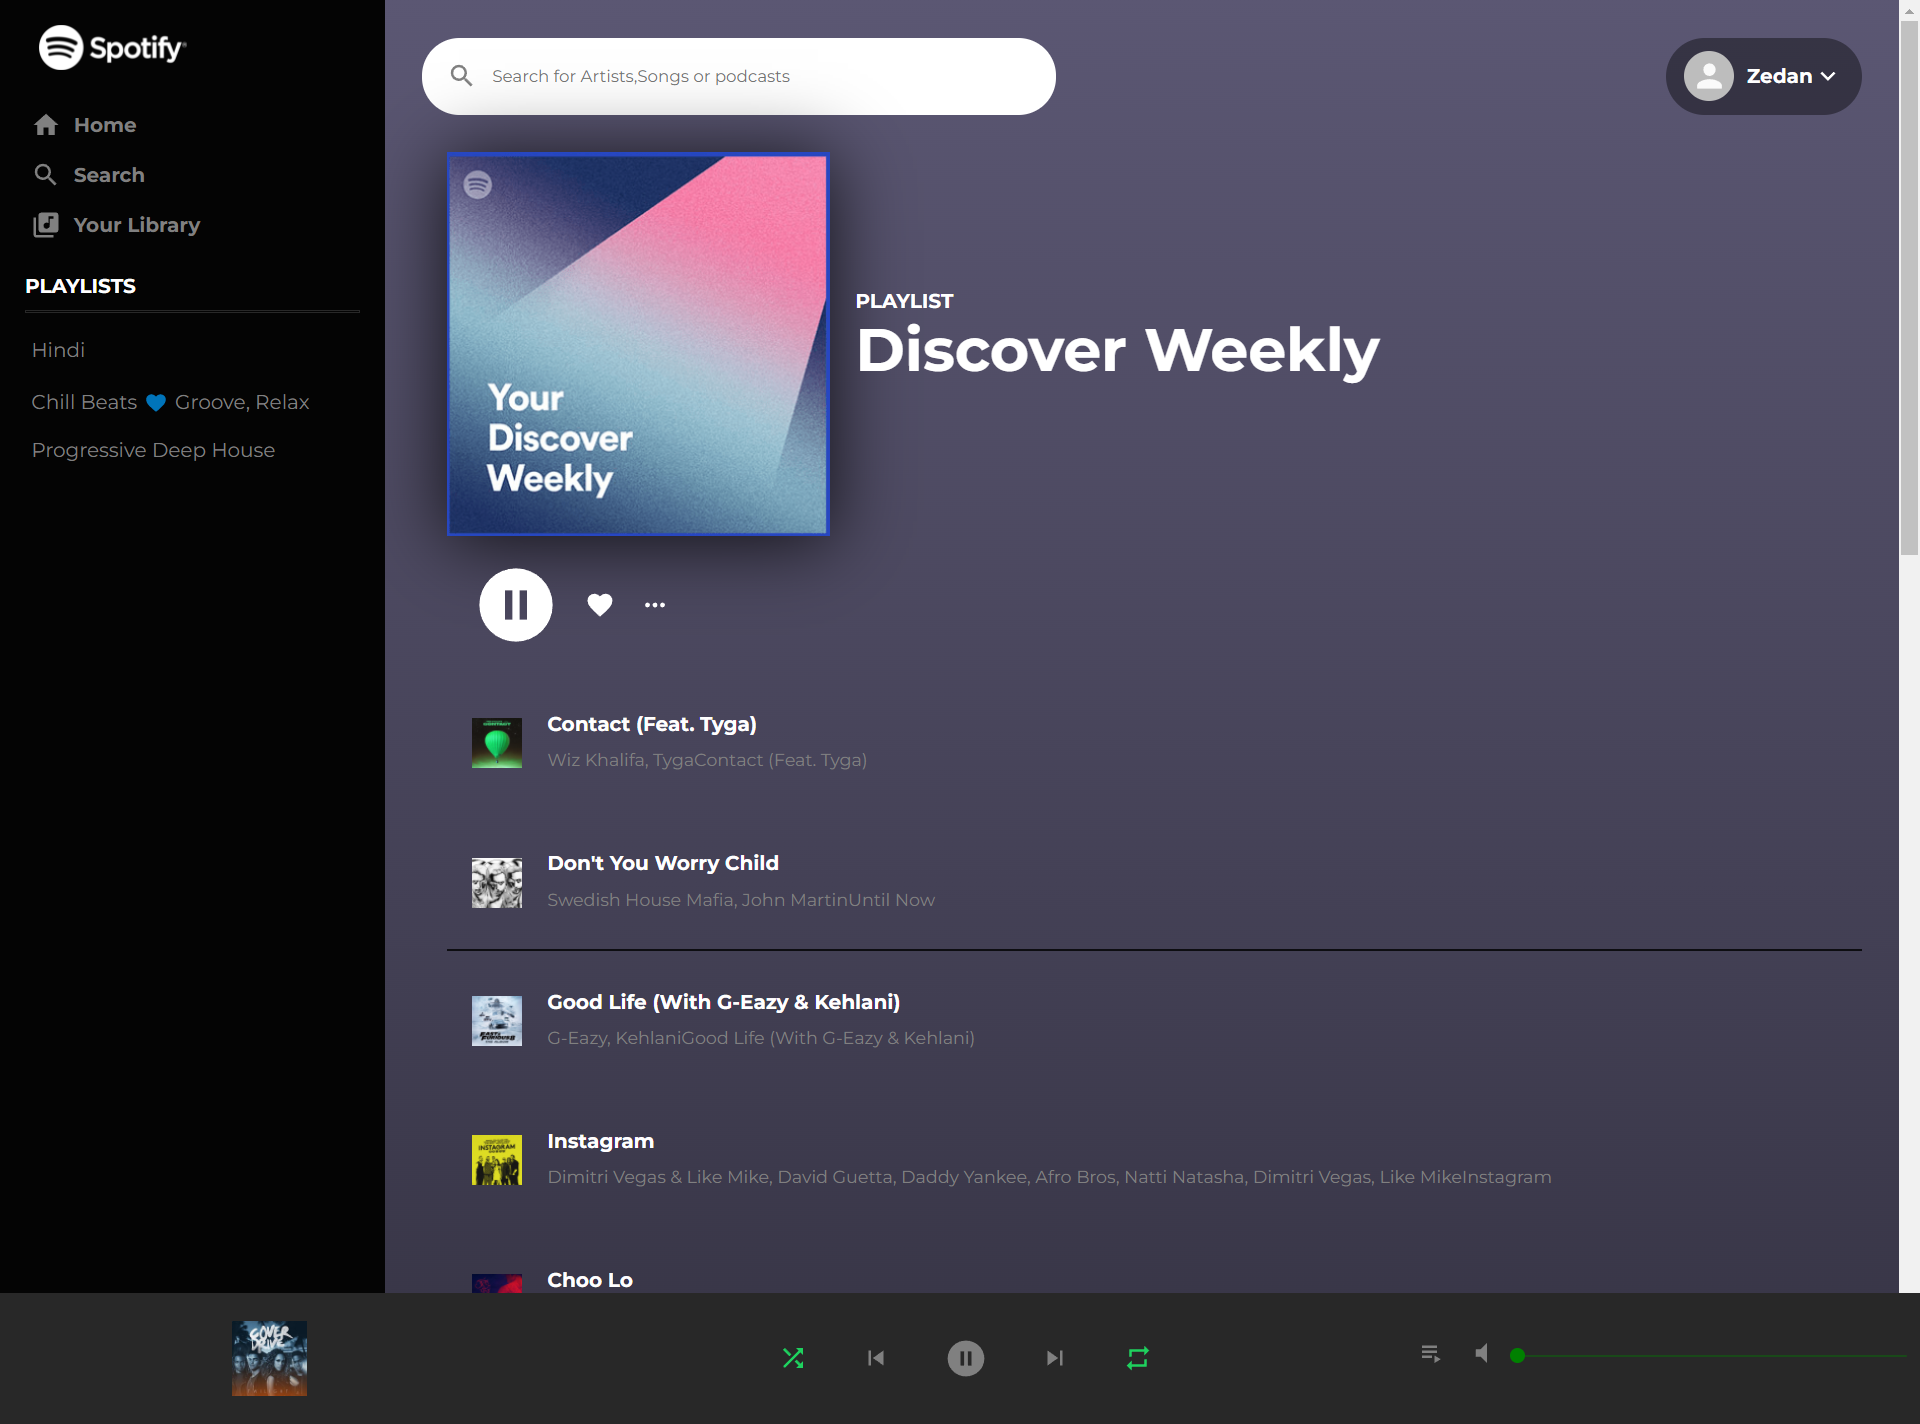 Spotify
Home
Search
Your Library
PLAYLISTS
Hindi
Chill Beats 💙 Groove, Relax
Progressive Deep House
Search for Artists,Songs or podcasts
Zedan
Your
Discover
Weekly
PLAYLIST
Discover Weekly
Contact (Feat. Tyga)
Wiz Khalifa, TygaContact (Feat. Tyga)
Don't You Worry Child
Swedish House Mafia, John MartinUntil Now
Good Life (With G-Eazy & Kehlani)
G-Eazy, KehlaniGood Life (With G-Eazy & Kehlani)
Instagram
Dimitri Vegas & Like Mike, David Guetta, Daddy Yankee, Afro Bros, Natti Natasha, Dimitri Vegas, Like MikeInstagram
INSTAGRAM
Choo Lo
COVER
DRIVE